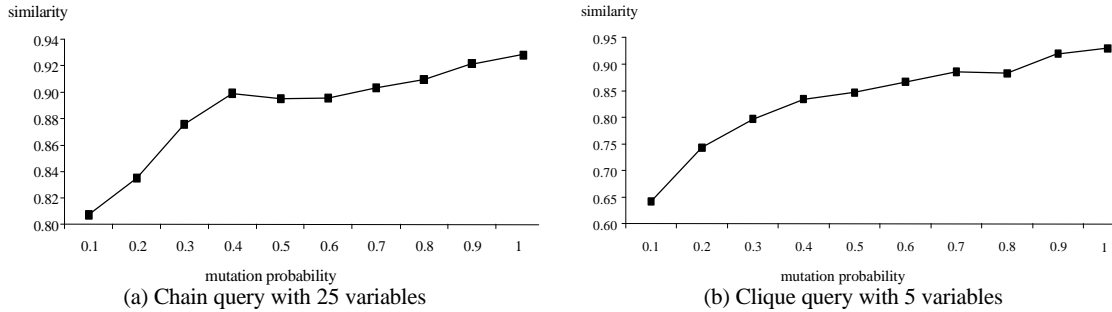 similarity
0.94
0.92
0.90
0.88
0.86
0.84
0.82
0.80
0.1 0.2 0.3 0.4 0.5 0.6 0.7 0.8 0.9 1
mutation probability
(a) Chain query with 25 variables
similarity
0.95
0.90
0.85
0.80
0.75
0.70
0.65
0.60
0.1 0.2 0.3 0.4 0.5 0.6 0.7 0.8 0.9 1
mutation probability
(b) Clique query with 5 variables